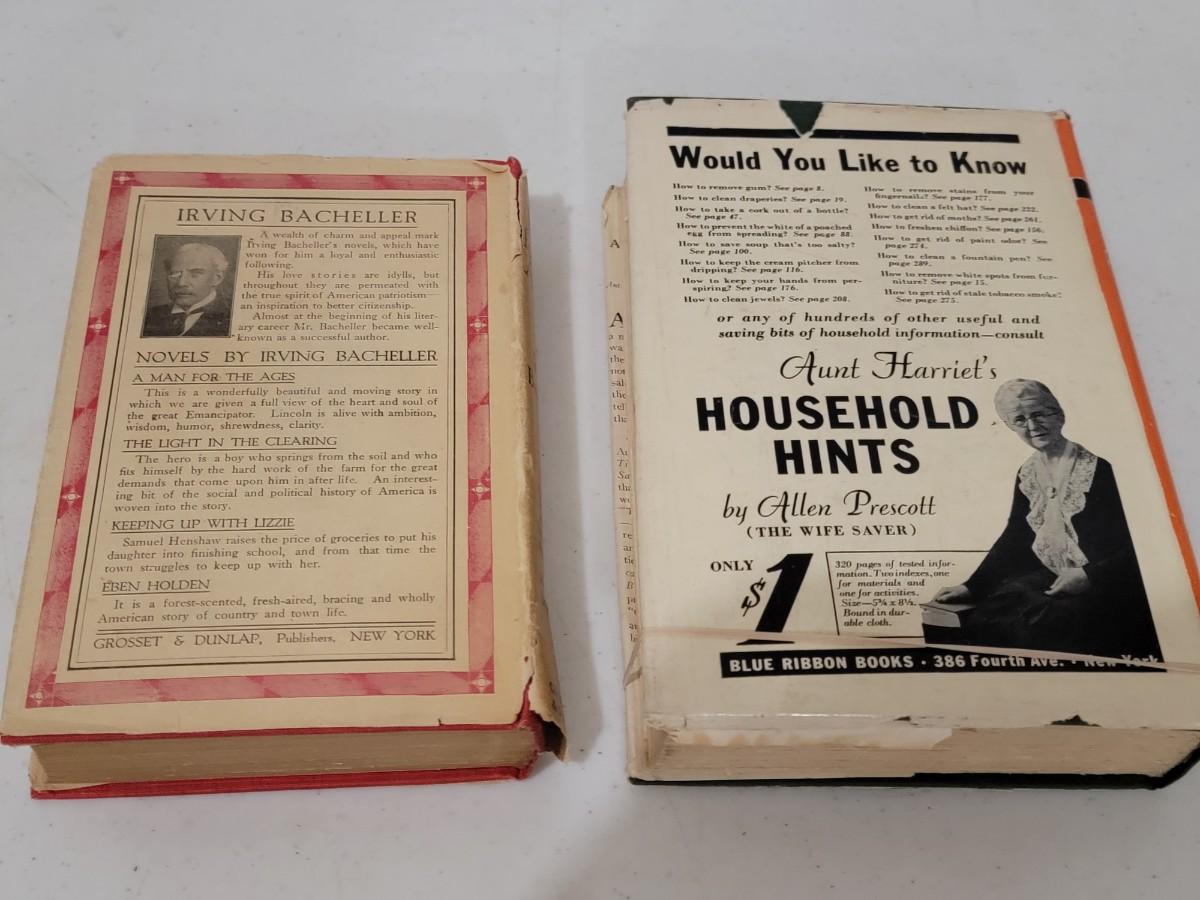 IRVING BACHELLER
A wealth of charm and appeal mark
Irving Bacheller's novels, which have
won for him a loyal and enthusiastic
following.
His love stories are idylls, but
throughout they are permeated with
the true spirit of American patriotism—
an inspiration to better citizenship.
Almost at the beginning of his liter-
ary career Mr. Bacheller became well-
known as a successful author.
NOVELS BY IRVING BACHELLER
A MAN FOR THE AGES
This is a wonderfully beautiful and moving story in
which we are given a full view of the heart and soul of
the great Emancipator. Lincoln is alive with ambition,
wisdom, humor, shrewdness, clarity.
THE LIGHT IN THE CLEARING
The hero is a boy who springs from the soil and who
fits himself by the hard work of the farm for the great
demands that come upon him in after life. An interest-
ing bit of the social and political history of America is
woven into the story.
KEEPING UP WITH LIZZIE
Samuel Henshaw raises the price of groceries to put his
daughter into finishing school, and from that time the
town struggles to keep up with her.
EBEN HOLDEN
It is a forest-scented, fresh-aired, bracing and wholly
American story of country and town life.
GROSSET & DUNLAP, Publishers, NEW YORK
Would You Like to Know
How to remove gum? See page 8.
How to clean draperies? See page 19.
How to take a cork out of a bottle?
See page 47.
How to prevent the white of a poached
egg from spreading? See page 88.
How to save soup that's too salty?
See page 100.
How to keep the cream pitcher from
dripping? See page 116.
How to keep your hands from per-
spiring? See page 176.
How to clean jewels? See page 208.
How to remove stains from your
fingernails? See page 177.
How to clean a felt hat? See page 222.
How to get rid of moths? See page 261.
How to freshen chiffon? See page 156.
How to get rid of paint odor? See
page 274.
How to clean a fountain pen? See
page 289.
How to remove white spots from fur-
niture? See page 15.
How to get rid of stale tobacco smoke?
See page 275.
or any of hundreds of other useful and
saving bits of household information—consult
Aunt Harriet's
HOUSEHOLD
HINTS
by Allen Prescott
(THE WIFE SAVER)
ONLY
$1
320 pages of tested infor-
mation. Two indexes, one
for materials and
one for activities.
Size—5¾ x 8½.
Bound in dur-
able cloth.
BLUE RIBBON BOOKS · 386 Fourth Ave. · New York